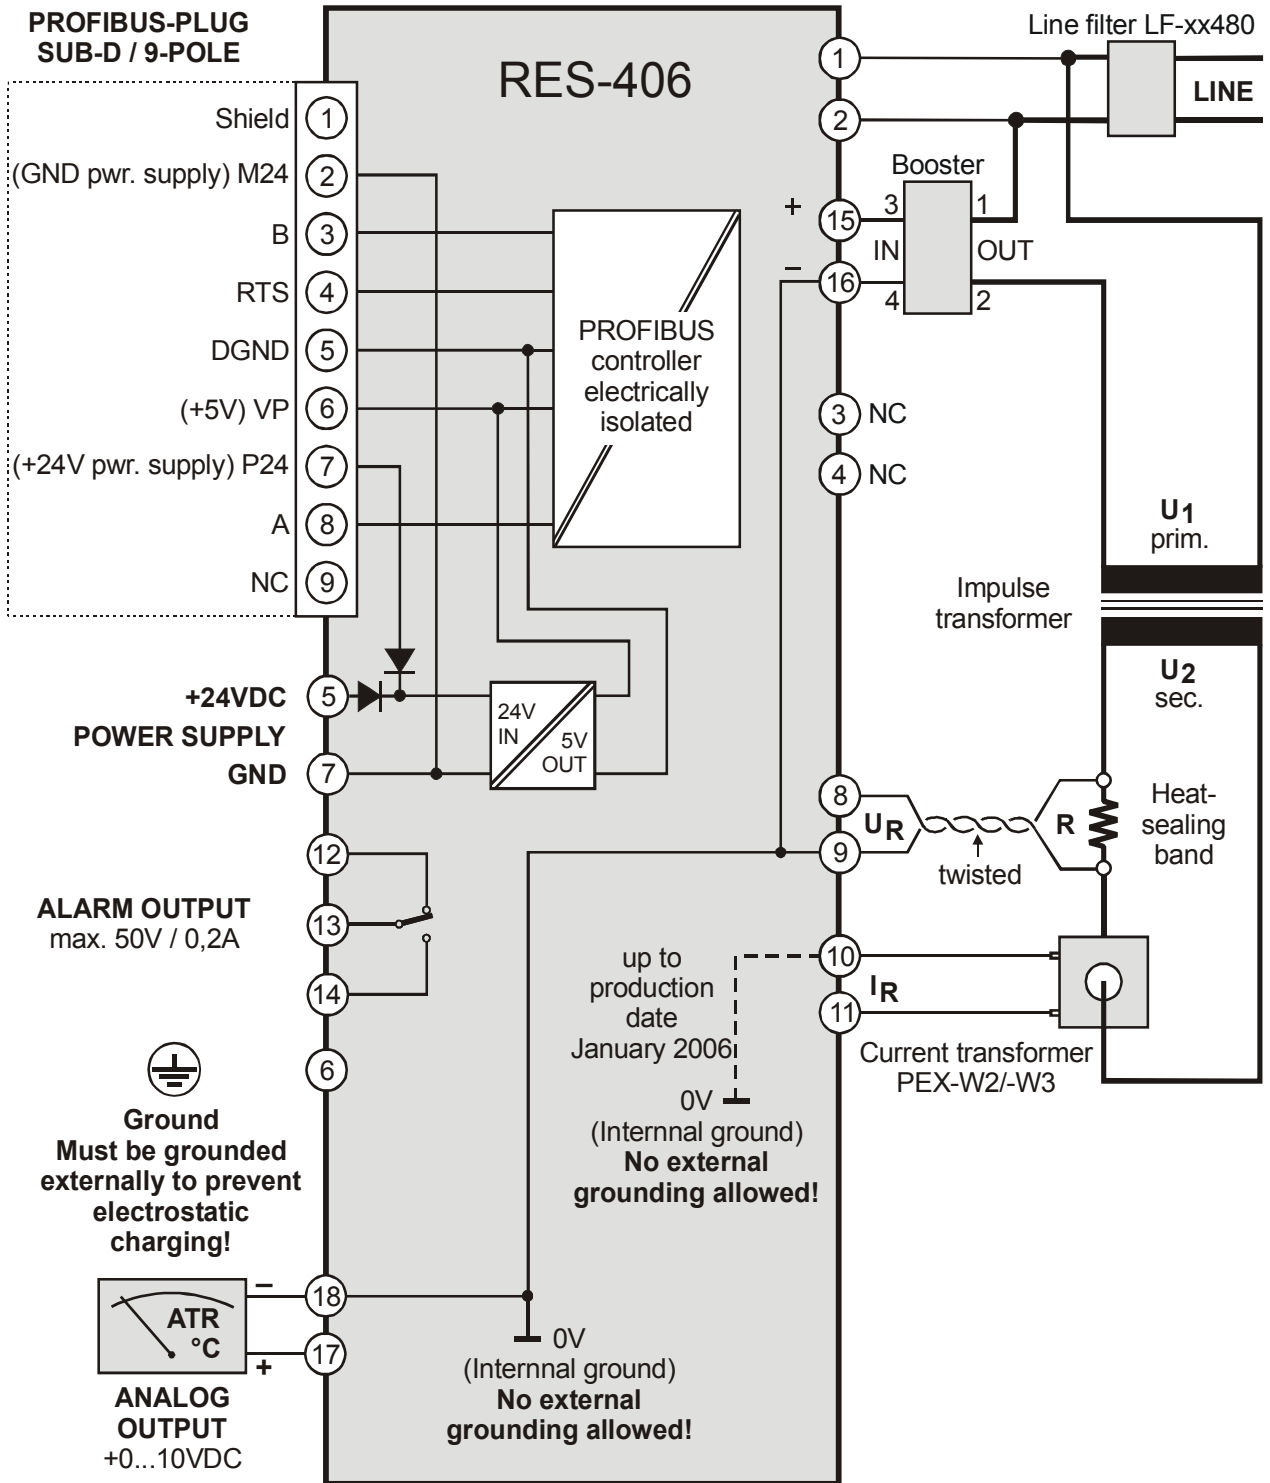 PROFIBUS-PLUG
SUB-D / 9-POLE
RES-406
Line filter LF-xx480
LINE
1
2
Shield 1
(GND pwr. supply) M24 2
B 3
RTS 4
DGND 5
(+5V) VP 6
(+24V pwr. supply) P24 7
A 8
NC 9
PROFIBUS
controller
electrically
isolated
Booster
+ 15 3 1
IN OUT
– 16 4 2
3 NC
4 NC
U1
prim.
Impulse
transformer
U2
sec.
+24VDC 5
POWER SUPPLY
GND 7
24V
IN
5V
OUT
8
UR
9
twisted
R
Heat-
sealing
band
12
ALARM OUTPUT 13
max. 50V / 0,2A
14
6
up to
production
date
January 2006
10
IR
11
Current transformer
PEX-W2/-W3
0V
(Internnal ground)
No external
grounding allowed!
Ground
Must be grounded
externally to prevent
electrostatic
charging!
– 18
ATR
°C
+ 17
ANALOG
OUTPUT
+0...10VDC
0V
(Internnal ground)
No external
grounding allowed!